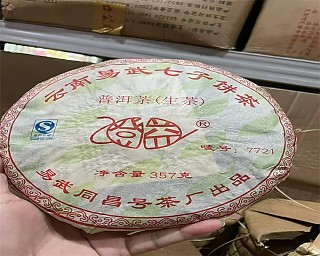 云南易武七子饼茶
普洱茶(生茶)
®
唛号: 7721
净含量:357克
易武同昌号茶厂出品